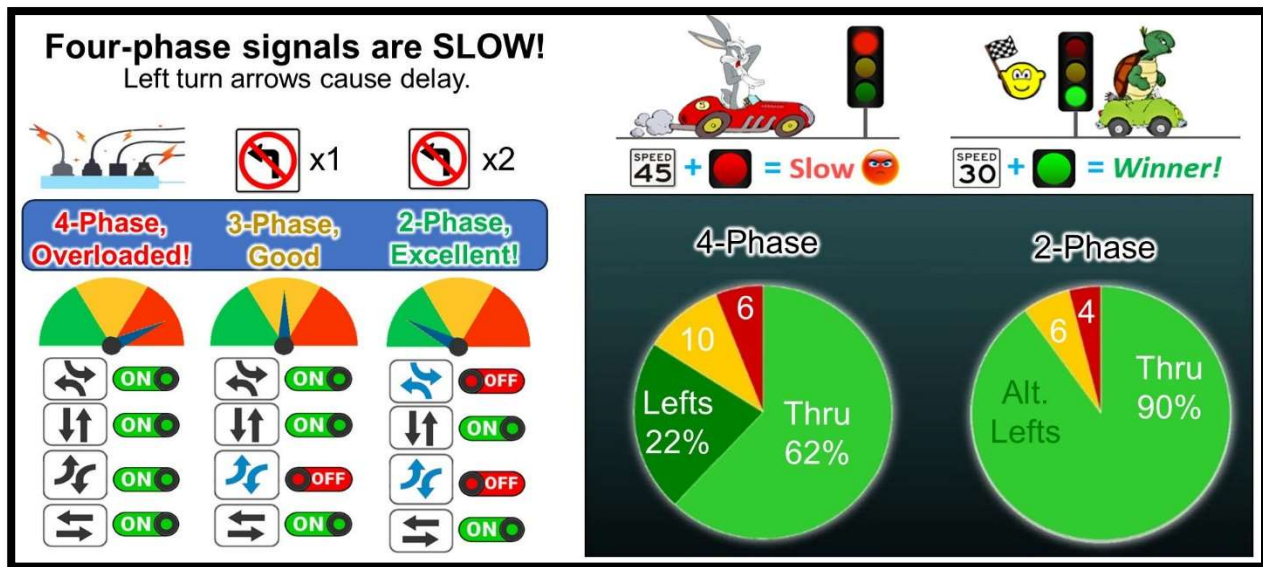 Four-phase signals are SLOW!
Left turn arrows cause delay.
x1
x2
4-Phase,
Overloaded!
3-Phase,
Good
2-Phase,
Excellent!
ON
ON
OFF
ON
ON
ON
ON
OFF
OFF
ON
ON
ON
SPEED
45
+
= Slow
SPEED
30
+
= Winner!
4-Phase
6
10
Lefts
22%
Thru
62%
2-Phase
4
6
Alt.
Lefts
Thru
90%